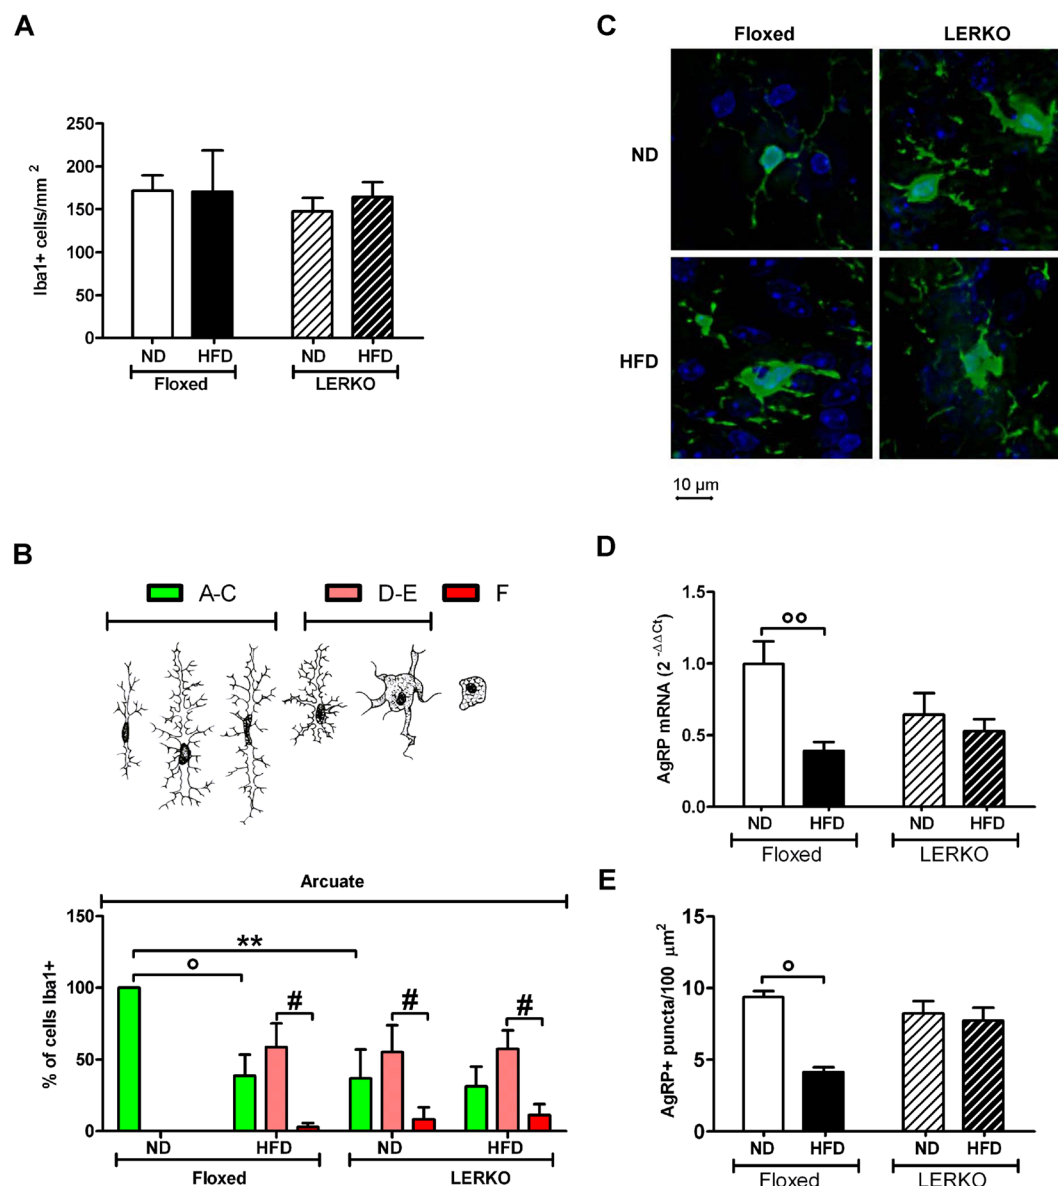 A
Iba1+ cells/mm 2
250
200
150
100
50
0
ND HFD ND HFD
Floxed LERKO
C
Floxed LERKO
ND
HFD
10 µm
B
A-C D-E F
Arcuate
% of cells Iba1+
150
100
50
0
**
°
# # #
ND HFD ND HFD
Floxed LERKO
D
AgRP mRNA (2 -ΔΔCt)
1.5
1.0
0.5
0.0
°°
ND HFD ND HFD
Floxed LERKO
E
AgRP+ puncta/100 µm2
15
10
5
0
°
ND HFD ND HFD
Floxed LERKO